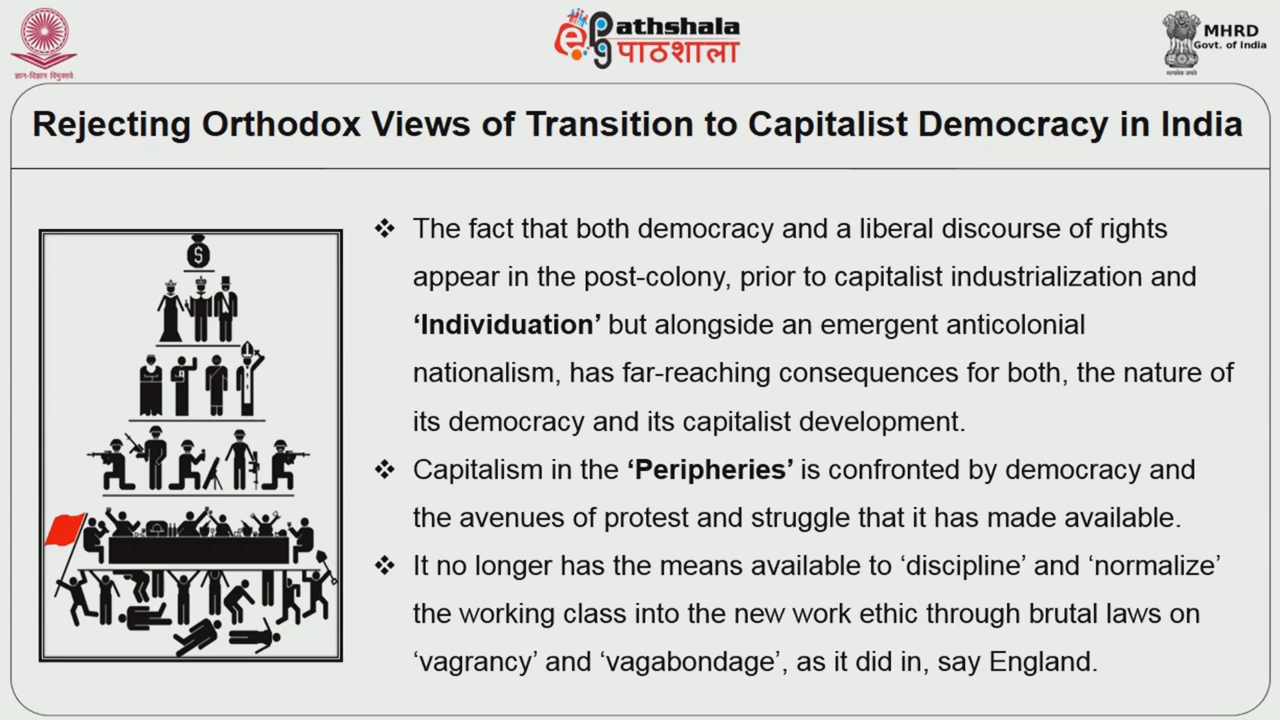 ज्ञान-विज्ञान विमुक्तये
e
Pathshala
पाठशाला
MHRD
Govt. of India
सत्यमेव जयते
Rejecting Orthodox Views of Transition to Capitalist Democracy in India
$
❖ The fact that both democracy and a liberal discourse of rights
appear in the post-colony, prior to capitalist industrialization and
‘Individuation’ but alongside an emergent anticolonial
nationalism, has far-reaching consequences for both, the nature of
its democracy and its capitalist development.
❖ Capitalism in the ‘Peripheries’ is confronted by democracy and
the avenues of protest and struggle that it has made available.
❖ It no longer has the means available to ‘discipline’ and ‘normalize’
the working class into the new work ethic through brutal laws on
‘vagrancy’ and ‘vagabondage’, as it did in, say England.